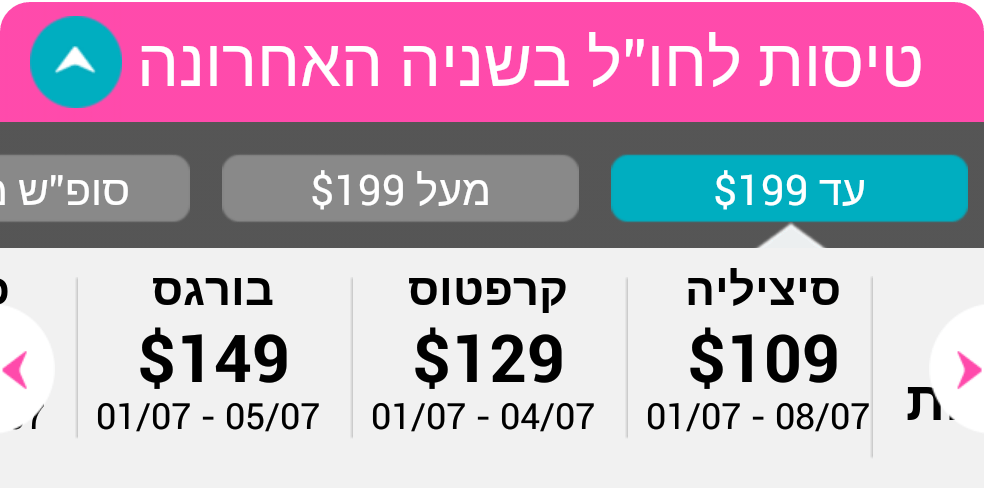 טיסות לחו"ל בשניה האחרונה
עד 199$
מעל 199$
סופ"ש
סיציליה
$109
01/07 - 08/07
קרפטוס
$129
01/07 - 04/07
בורגס
$149
01/07 - 05/07